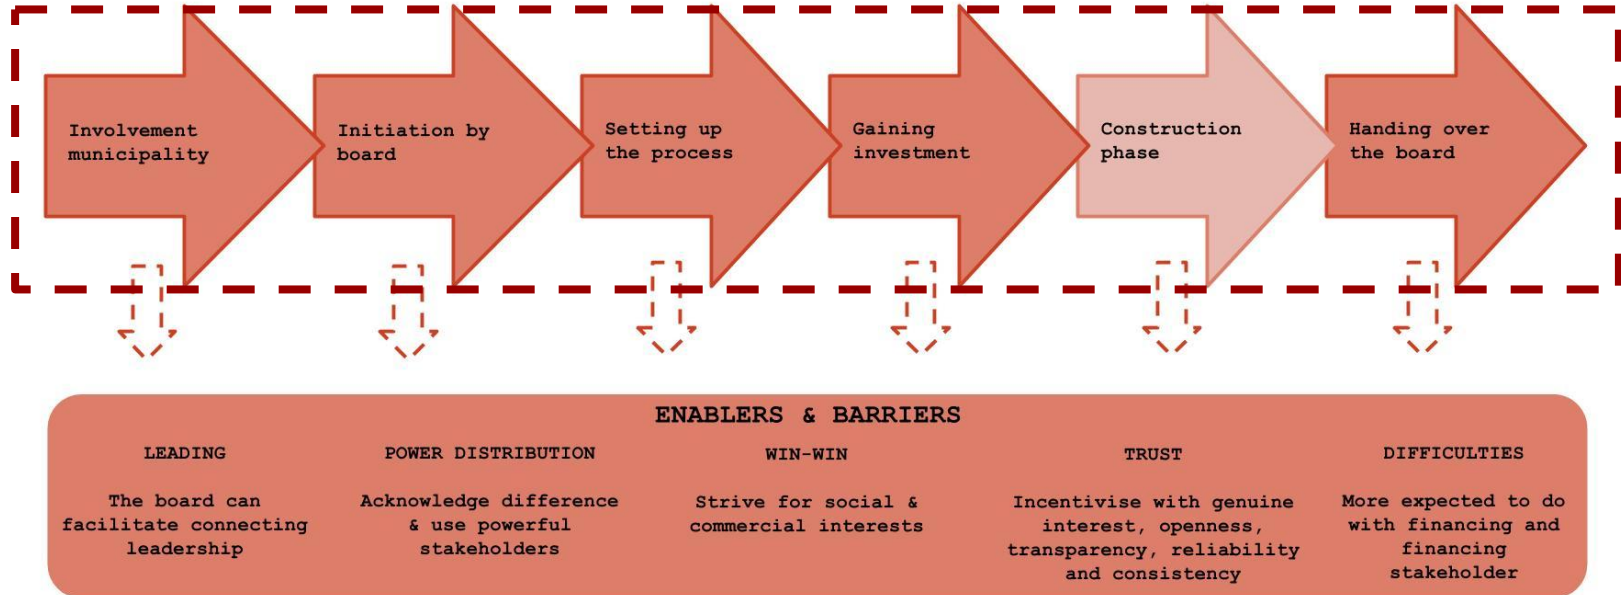 Involvement
municipality
Initiation by
board
Setting up
the process
Gaining
investment
Construction
phase
Handing over
the board
ENABLERS & BARRIERS
LEADING
The board can
facilitate connecting
leadership
POWER DISTRIBUTION
Acknowledge difference
& use powerful
stakeholders
WIN-WIN
Strive for social &
commercial interests
TRUST
Incentivise with genuine
interest, openness,
transparency, reliability
and consistency
DIFFICULTIES
More expected to do
with financing and
financing
stakeholder